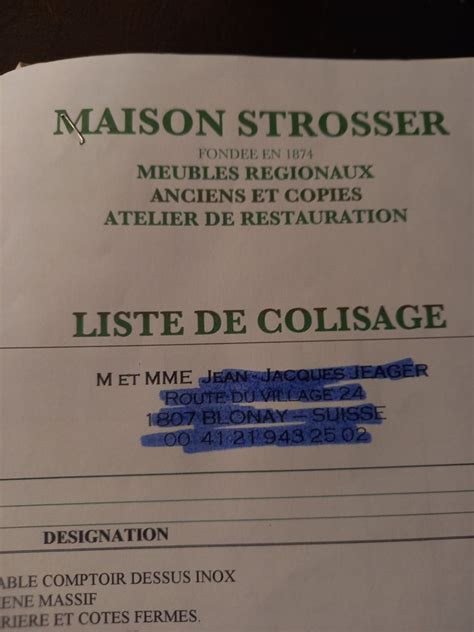 MAISON STROSSER
FONDEE EN 1874
MEUBLES REGIONAUX
ANCIENS ET COPIES
ATELIER DE RESTAURATION
LISTE DE COLISAGE
M ET MME JEAN-JACQUES JEAGER
ROUTE DU VILLAGE 24
1807 BLONAY – SUISSE
00 41 21 943 25 02
DESIGNATION
ABLE COMPTOIR DESSUS INOX
ENE MASSIF
RIERE ET COTES FERMES.